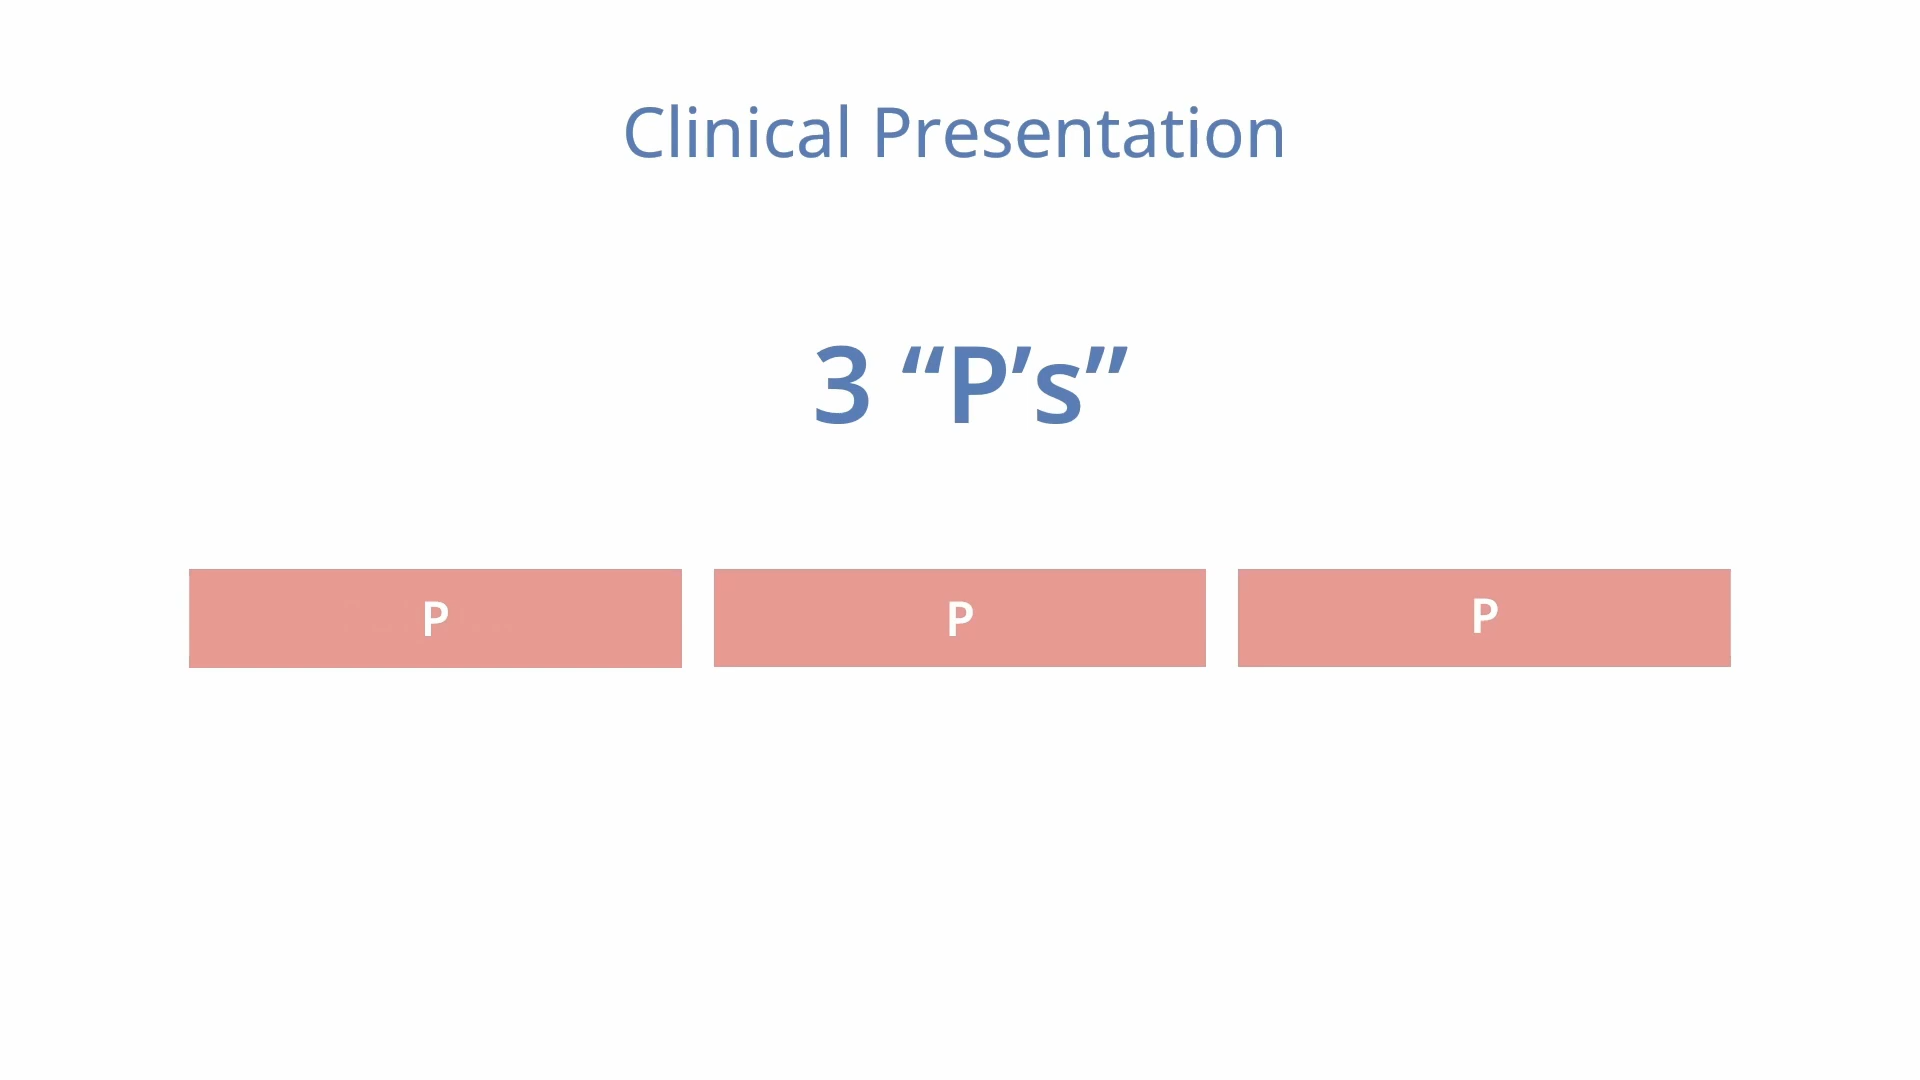 Clinical Presentation
3 “P’s”
P P P